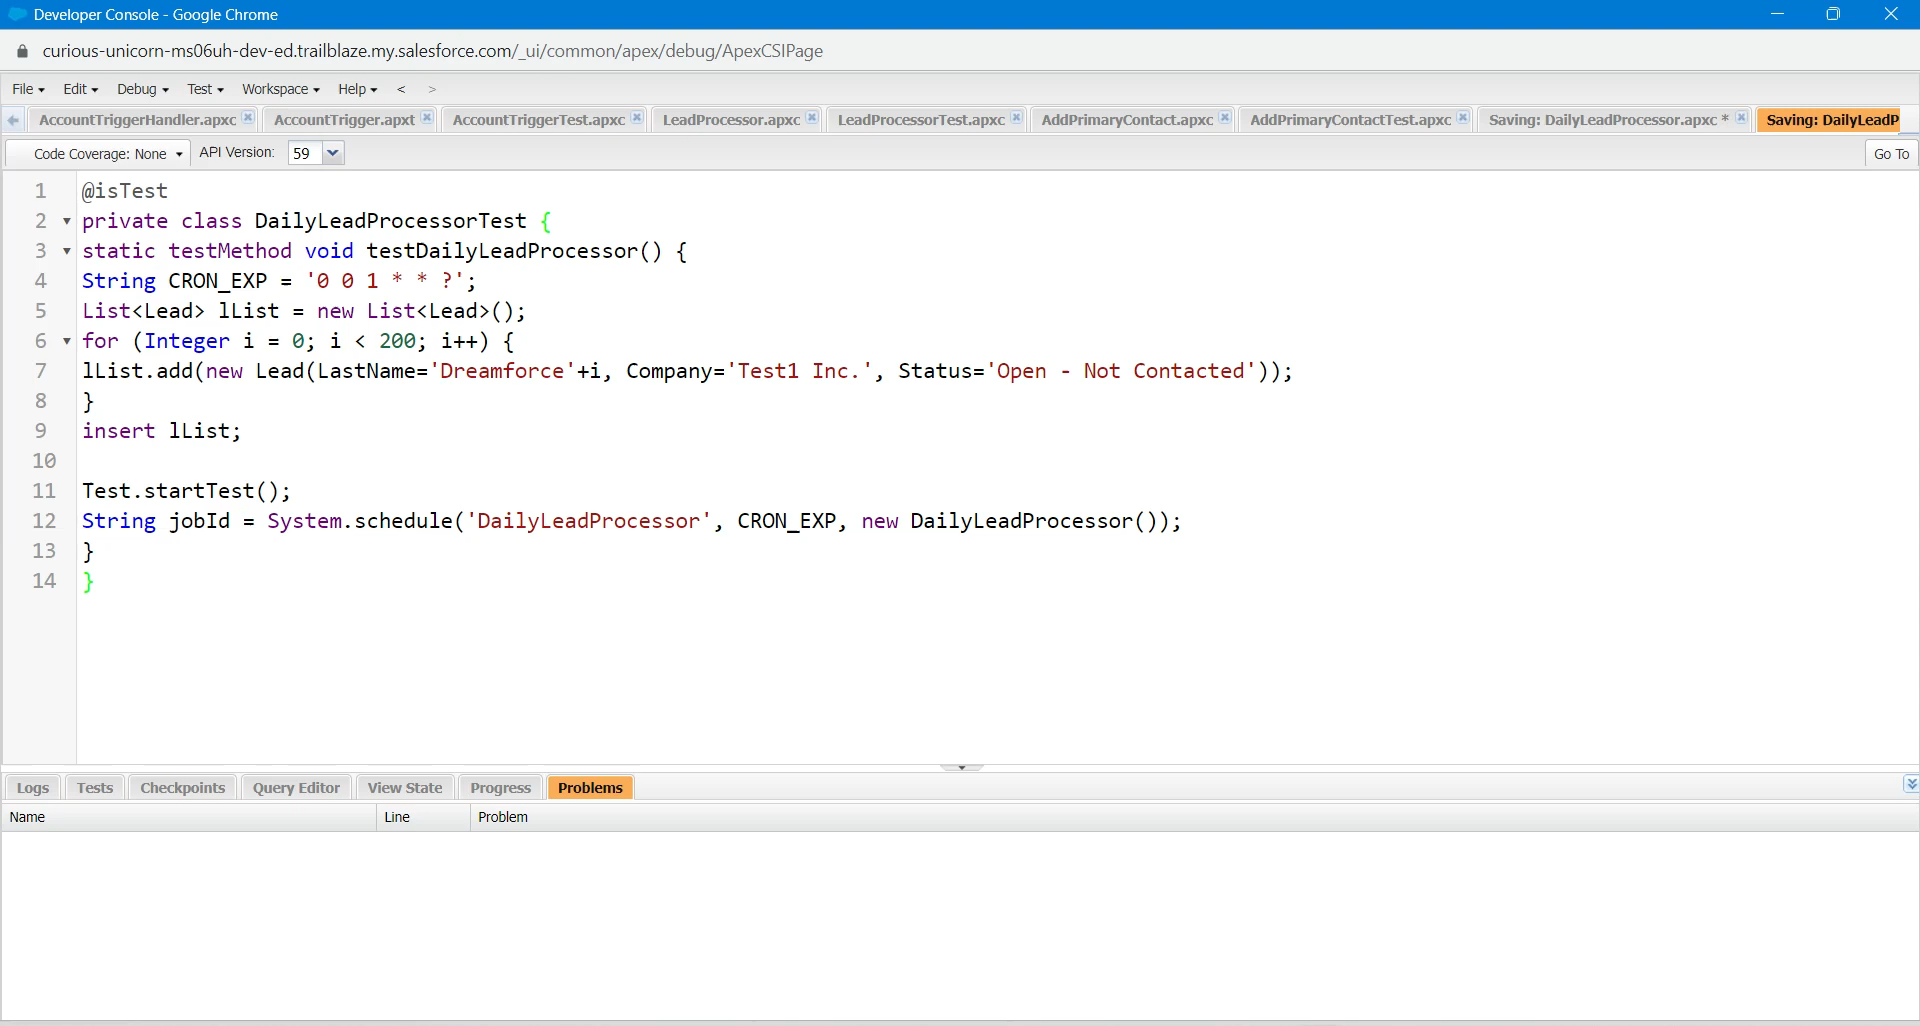 Developer Console - Google Chrome
curious-unicorn-ms06uh-dev-ed.trailblaze.my.salesforce.com/_ui/common/apex/debug/ApexCSIPage
File Edit Debug Test Workspace Help < >
AccountTriggerHandler.apxc AccountTrigger.apxt AccountTriggerTest.apxc LeadProcessor.apxc LeadProcessorTest.apxc AddPrimaryContact.apxc AddPrimaryContactTest.apxc Saving: DailyLeadProcessor.apxc * Saving: DailyLeadP
Code Coverage: None API Version: 59 Go To
1 @isTest
2 private class DailyLeadProcessorTest {
3 static testMethod void testDailyLeadProcessor() {
4 String CRON_EXP = '0 0 1 * * ?';
5 List<Lead> lList = new List<Lead>();
6 for (Integer i = 0; i < 200; i++) {
7 lList.add(new Lead(LastName='Dreamforce'+i, Company='Test1 Inc.', Status='Open - Not Contacted'));
8 }
9 insert lList;
10
11 Test.startTest();
12 String jobId = System.schedule('DailyLeadProcessor', CRON_EXP, new DailyLeadProcessor());
13 }
14 }
Logs Tests Checkpoints Query Editor View State Progress Problems
Name Line Problem